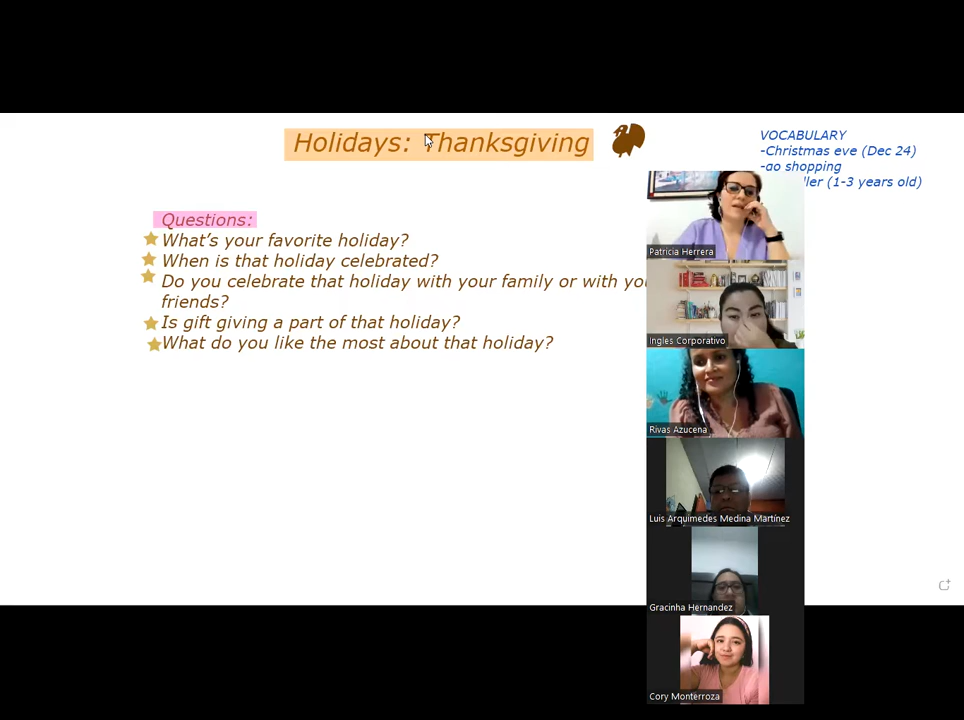 Holidays: Thanksgiving
VOCABULARY
-Christmas eve (Dec 24)
-go shopping
(1-3 years old)
Questions:
What's your favorite holiday?
When is that holiday celebrated?
Do you celebrate that holiday with your family or with
friends?
Is gift giving a part of that holiday?
What do you like the most about that holiday?
Patricia Herrera
Ingles Corporativo
Rivas Azucena
Luis Arquimedes Medina Martínez
Gracinha Hernandez
Cory Monterroza